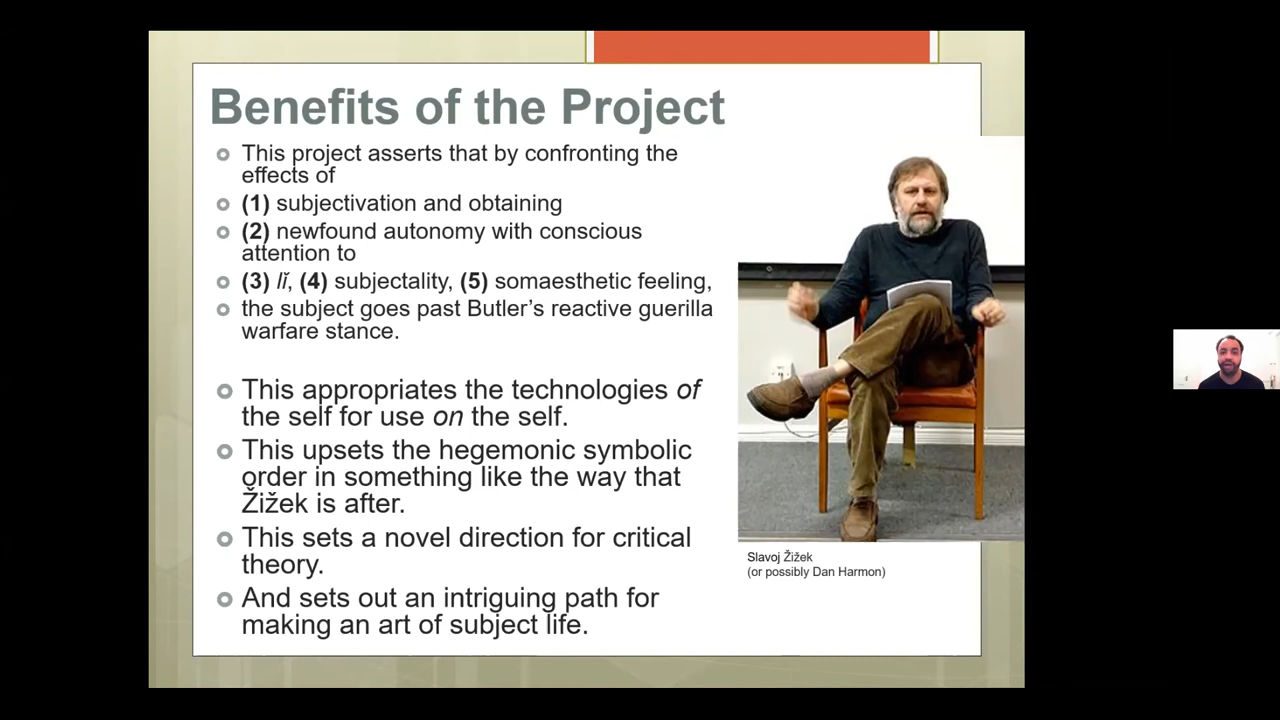 Benefits of the Project
This project asserts that by confronting the
effects of
(1) subjectivation and obtaining
(2) newfound autonomy with conscious
attention to
(3) lǐ, (4) subjectality, (5) somaesthetic feeling,
the subject goes past Butler’s reactive guerilla
warfare stance.
This appropriates the technologies of
the self for use on the self.
This upsets the hegemonic symbolic
order in something like the way that
Žižek is after.
This sets a novel direction for critical
theory.
And sets out an intriguing path for
making an art of subject life.
Slavoj Žižek
(or possibly Dan Harmon)